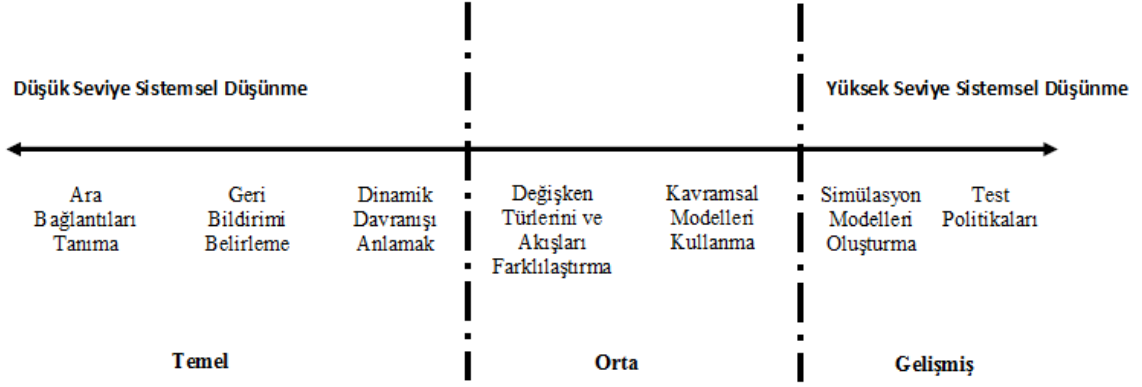 Düşük Seviye Sistemsel Düşünme
Yüksek Seviye Sistemsel Düşünme
Ara
Bağlantıları
Tanıma
Geri
Bildirimi
Belirleme
Dinamik
Davranışı
Anlamak
Değişken
Türlerini ve
Akışları
Farklılaştırma
Kavramsal
Modelleri
Kullanma
Simülasyon
Modelleri
Oluşturma
Test
Politikaları
Temel
Orta
Gelişmiş